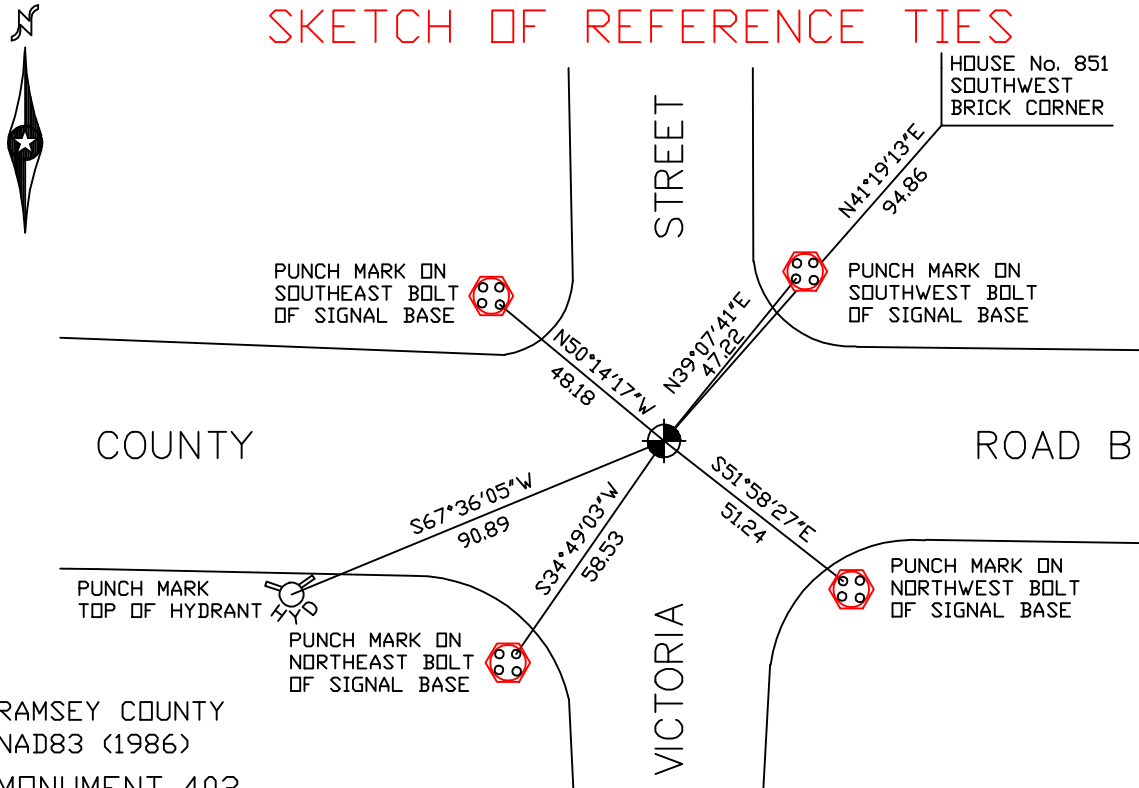 N
SKETCH OF REFERENCE TIES
HOUSE No. 851
SOUTHWEST
BRICK CORNER
STREET
N41°19'13"E
94.86
PUNCH MARK ON
SOUTHEAST BOLT
OF SIGNAL BASE
PUNCH MARK ON
SOUTHWEST BOLT
OF SIGNAL BASE
N39°07'41"E
47.22
N50°14'17"W
48.18
COUNTY
ROAD B
S67°36'05"W
90.89
S34°49'03"W
58.53
S51°58'27"E
51.24
PUNCH MARK
TOP OF HYDRANT
HYD
PUNCH MARK ON
NORTHWEST BOLT
OF SIGNAL BASE
PUNCH MARK ON
NORTHEAST BOLT
OF SIGNAL BASE
VICTORIA
RAMSEY COUNTY
NAD83 (1986)
MONUMENT